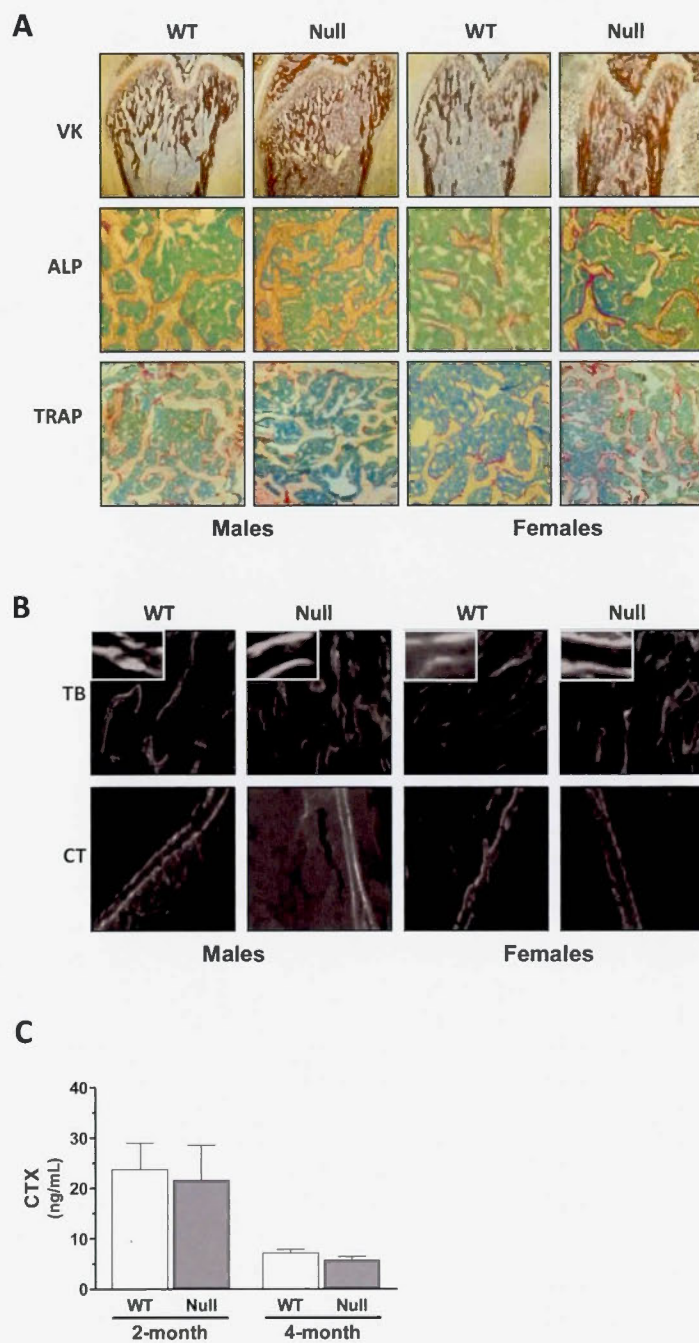 A
WT Null WT Null
VK
ALP
TRAP
Males Females
B
WT Null WT Null
TB
CT
Males Females
C
40
30
20
10
0
CTX
(ng/mL)
WT Null WT Null
2-month 4-month